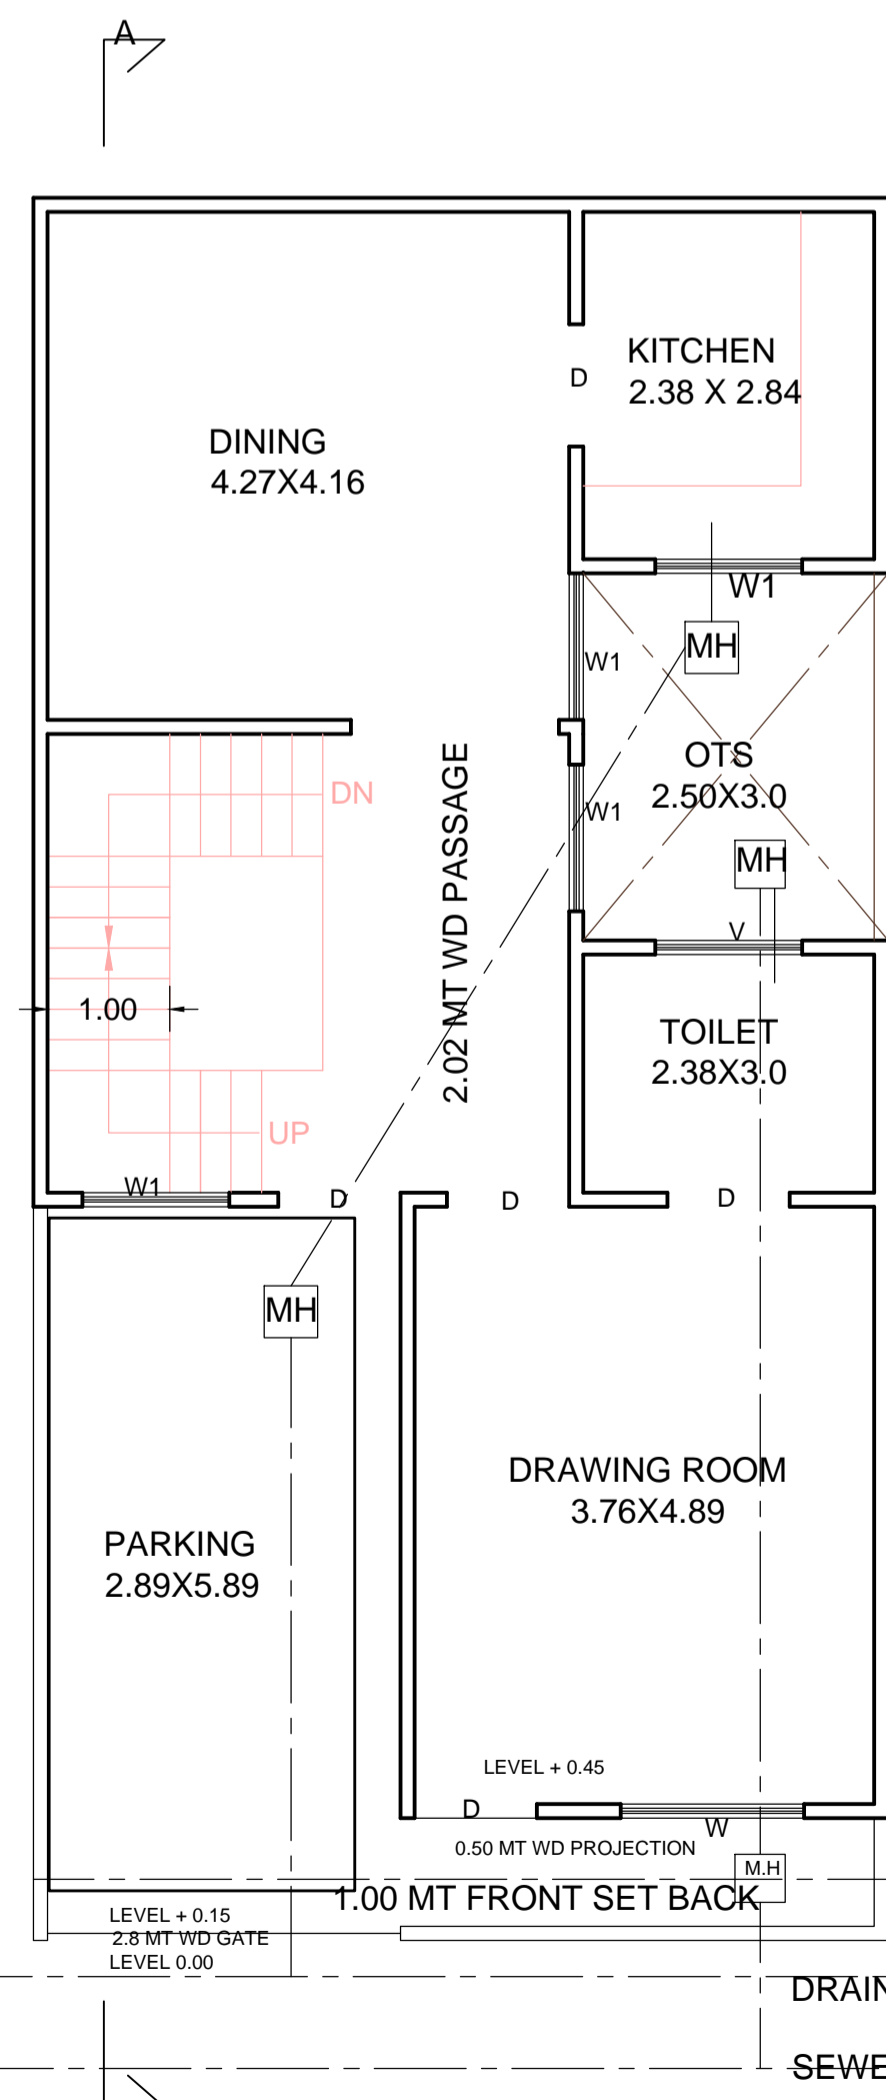 A
KITCHEN
2.38 X 2.84
D
DINING
4.27X4.16
W1
MH
W1
OTS
2.50X3.0
DN
W1
2.02 MT WD PASSAGE
MH
V
1.00
TOILET
2.38X3.0
UP
W1
D
D
D
MH
DRAWING ROOM
3.76X4.89
PARKING
2.89X5.89
LEVEL + 0.45
D
W
0.50 MT WD PROJECTION
M.H
1.00 MT FRONT SET BACK
LEVEL + 0.15
2.8 MT WD GATE
LEVEL 0.00
DRAIN
SEWE